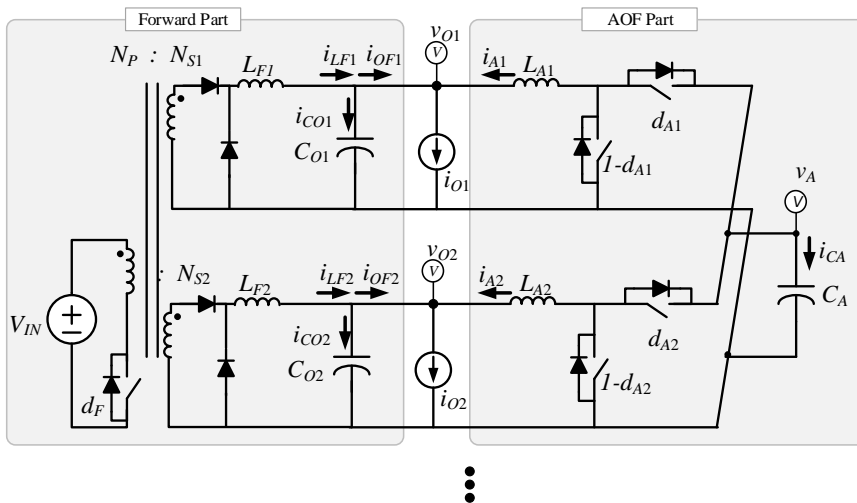 Forward Part
AOF Part
N_P : N_S1
L_F1
i_LF1
i_OF1
v_O1
V
i_A1
L_A1
d_A1
i_CO1
C_O1
i_O1
1-d_A1
v_A
V
i_CA
C_A
: N_S2
L_F2
i_LF2
i_OF2
v_O2
V
i_A2
L_A2
d_A2
V_IN
d_F
i_CO2
C_O2
i_O2
1-d_A2